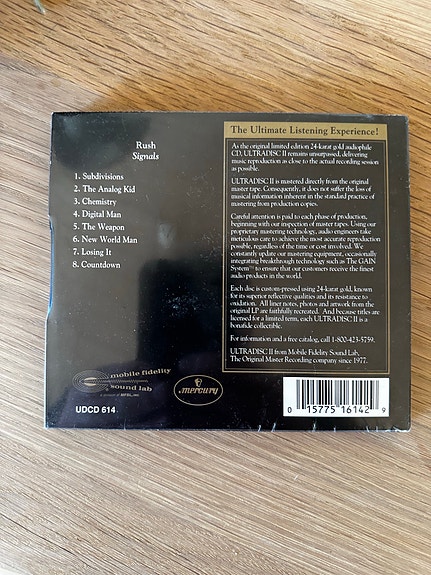 Rush
Signals
1. Subdivisions
2. The Analog Kid
3. Chemistry
4. Digital Man
5. The Weapon
6. New World Man
7. Losing It
8. Countdown
mobile fidelity
sound lab
a division of MFSL, INC.
UDCD 614
mercury
The Ultimate Listening Experience!
As the original limited edition 24-karat gold audiophile
CD, ULTRADISC II remains unsurpassed, delivering
music reproduction as close to the actual recording session
as possible.
ULTRADISC II is mastered directly from the original
master tape. Consequently, it does not suffer the loss of
musical information inherent in the standard practice of
mastering from production copies.
Careful attention is paid to each phase of production,
beginning with our inspection of master tapes. Using our
proprietary mastering technology, audio engineers take
meticulous care to achieve the most accurate reproduction
possible, regardless of the time or cost involved. We
constantly update our mastering equipment, occasionally
integrating breakthrough technology such as The GAIN
System™ to ensure that our customers receive the finest
audio products in the world.
Each disc is custom-pressed using 24-karat gold, known
for its superior reflective qualities and its resistance to
oxidation. All liner notes, photos and artwork from the
original LP are faithfully recreated. And because titles are
licensed for a limited term, each ULTRADISC II is a
bonafide collectible.
For information and a free catalog, call 1-800-423-5759.
ULTRADISC II from Mobile Fidelity Sound Lab,
The Original Master Recording company since 1977.
0 15775 16142 9